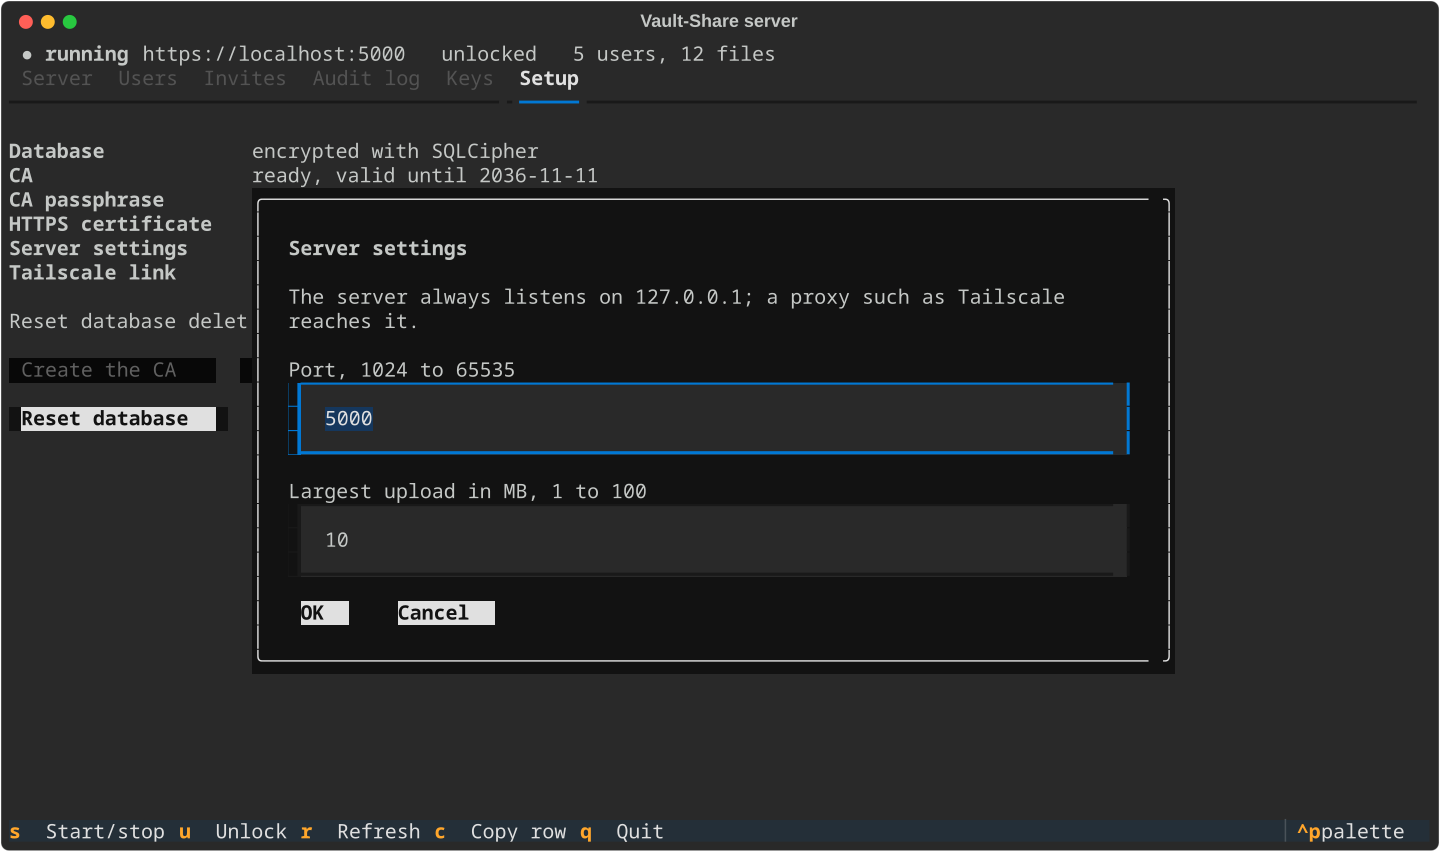 Vault-Share server
● running https://localhost:5000 unlocked 5 users, 12 files
Server Users Invites Audit log Keys Setup
Database encrypted with SQLCipher
CA ready, valid until 2036-11-11
CA passphrase
HTTPS certificate
Server settings
Tailscale link
Reset database delet
Create the CA
Reset database
Server settings
The server always listens on 127.0.0.1; a proxy such as Tailscale
reaches it.
Port, 1024 to 65535
5000
Largest upload in MB, 1 to 100
10
OK Cancel
s Start/stop u Unlock r Refresh c Copy row q Quit ^p palette